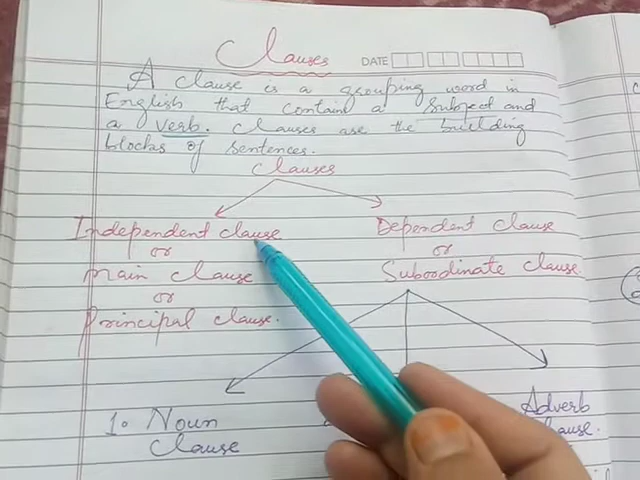 Clauses
DATE
A Clause is a grouping word in
English that contain a Subject and
a verb. Clauses are the building
blocks of sentences.
Clauses
Independent clause
or
main clause
or
Principal clause.
Dependent clause
or
Subordinate clause
1. Noun
Clause
Adverb
clause.